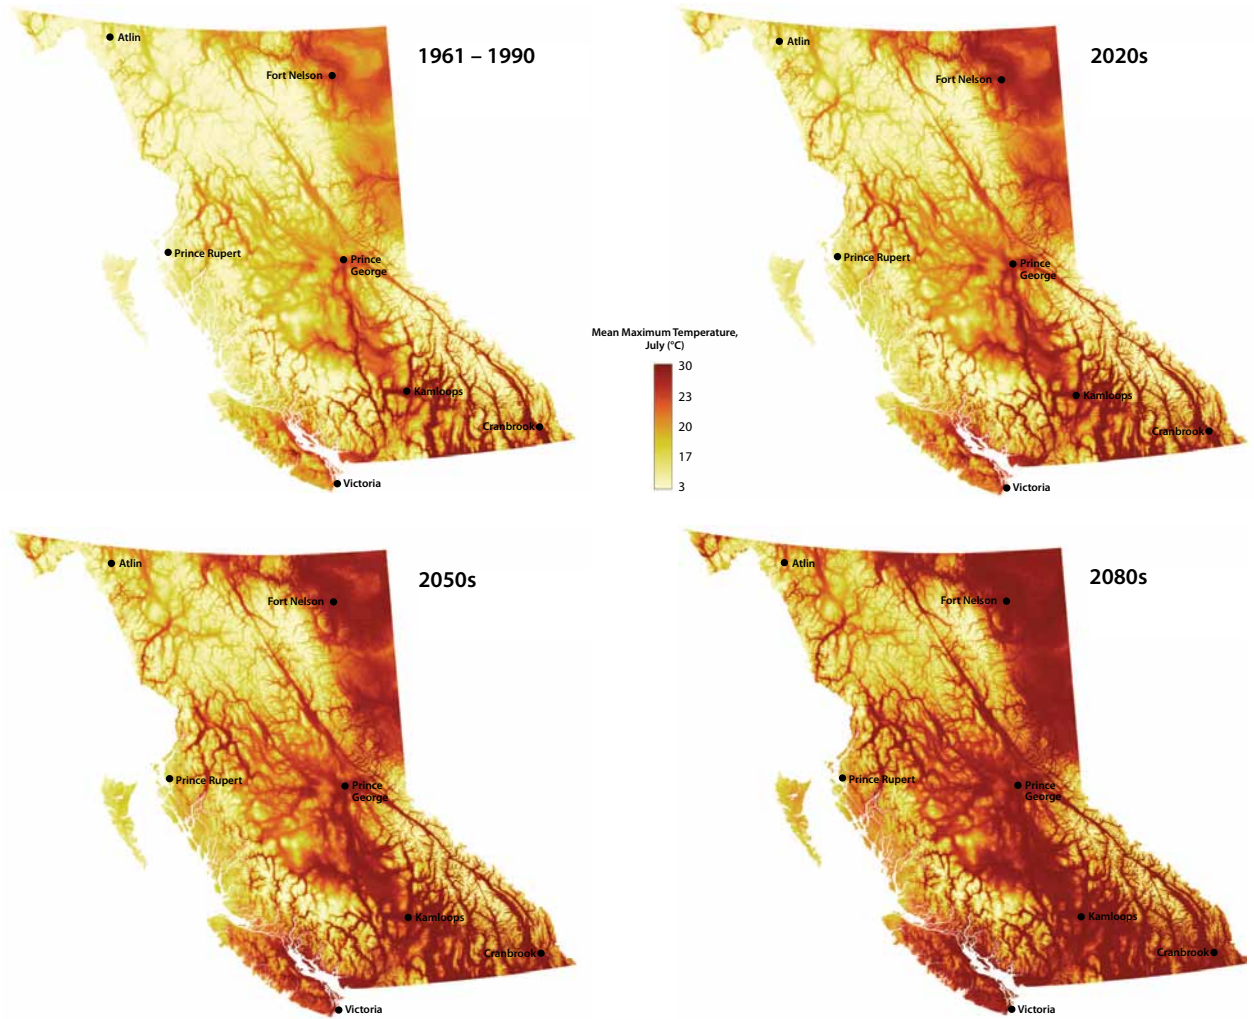 Atlin
1961 – 1990
Fort Nelson
Prince Rupert
Prince
George
Kamloops
Cranbrook
Victoria
Atlin
2020s
Fort Nelson
Prince Rupert
Prince
George
Kamloops
Cranbrook
Victoria
Mean Maximum Temperature,
July (°C)
30
23
20
17
3
Atlin
2050s
Fort Nelson
Prince Rupert
Prince
George
Kamloops
Cranbrook
Victoria
Atlin
2080s
Fort Nelson
Prince Rupert
Prince
George
Kamloops
Cranbrook
Victoria